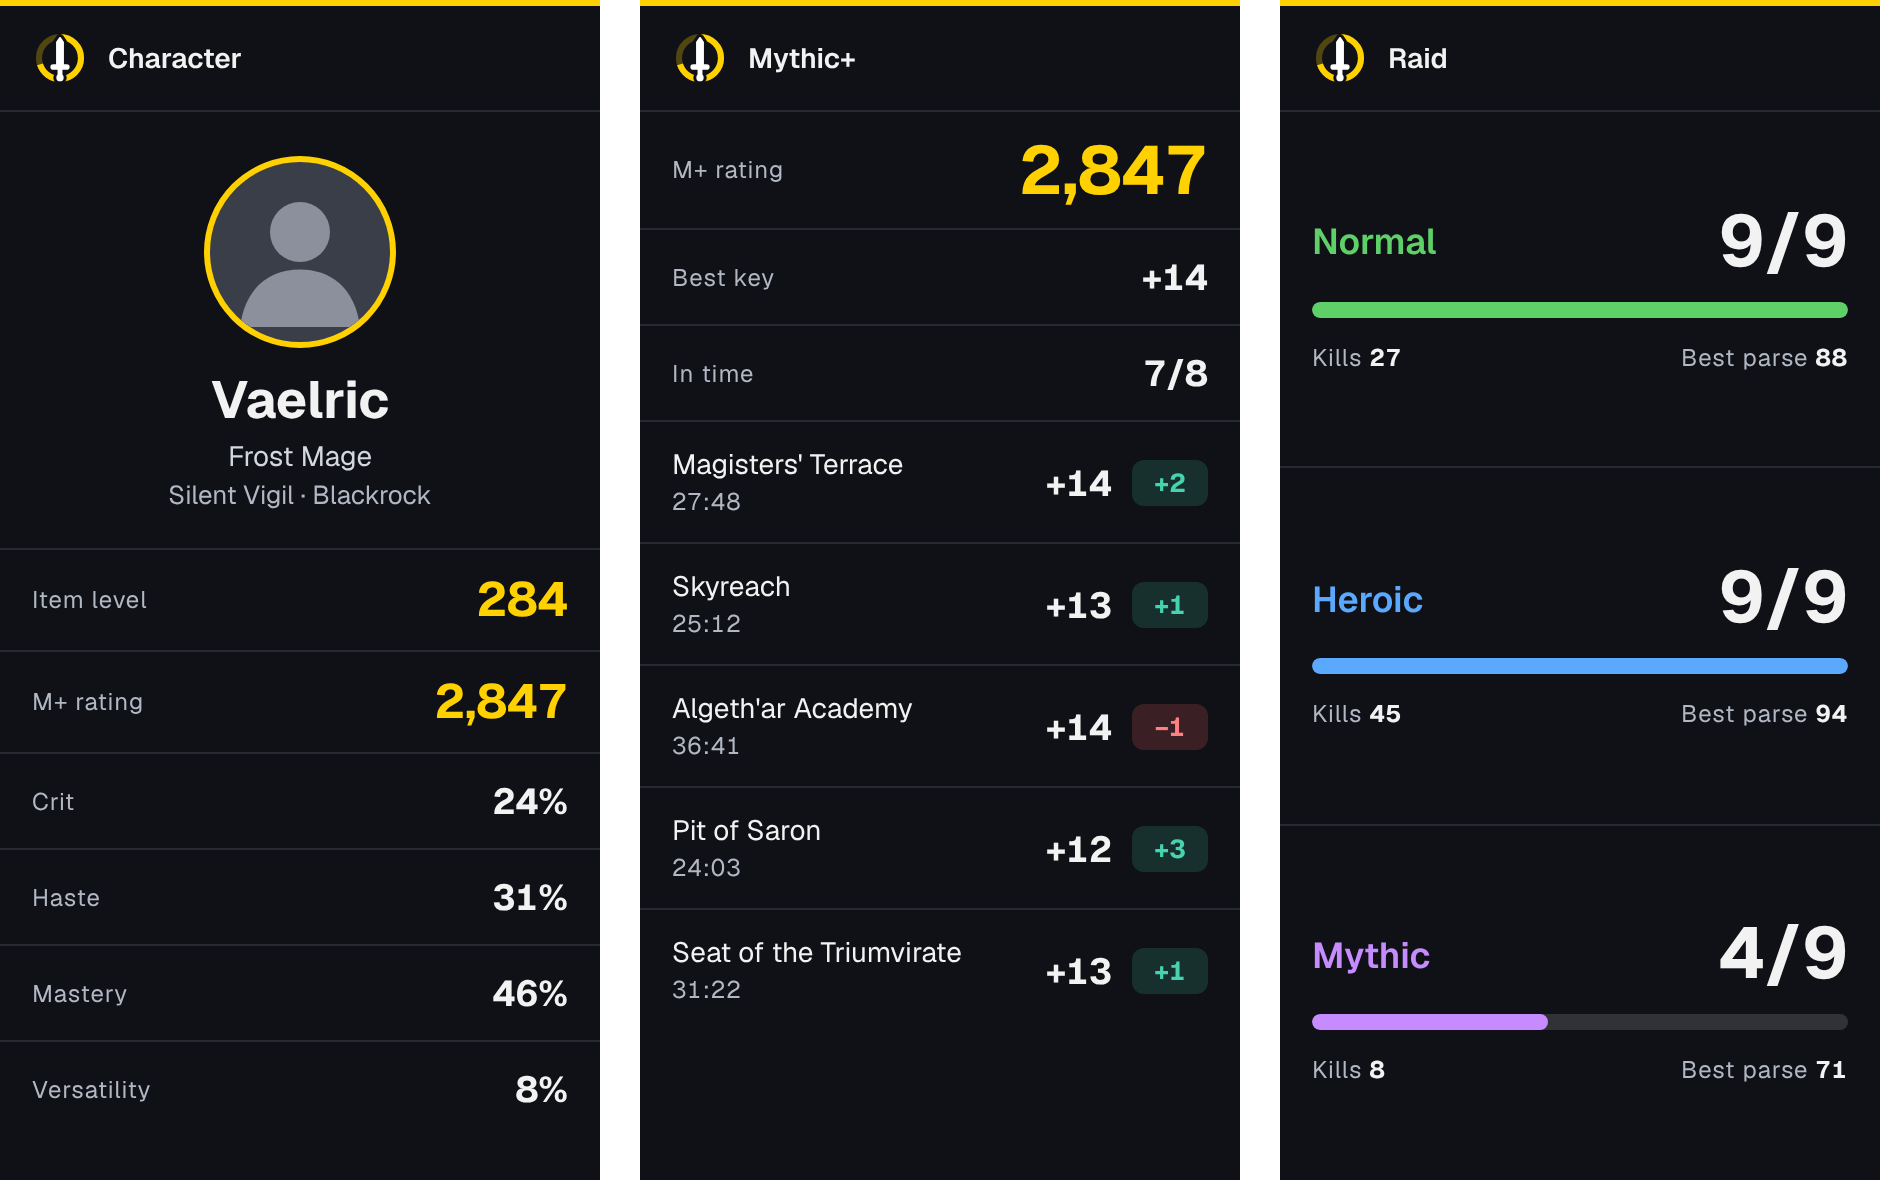 Character
Vaelric
Frost Mage
Silent Vigil · Blackrock
Item level 284
M+ rating 2,847
Crit 24%
Haste 31%
Mastery 46%
Versatility 8%
Mythic+
M+ rating 2,847
Best key +14
In time 7/8
Magisters' Terrace
27:48
+14 +2
Skyreach
25:12
+13 +1
Algeth'ar Academy
36:41
+14 −1
Pit of Saron
24:03
+12 +3
Seat of the Triumvirate
31:22
+13 +1
Raid
Normal 9/9
Kills 27 Best parse 88
Heroic 9/9
Kills 45 Best parse 94
Mythic 4/9
Kills 8 Best parse 71